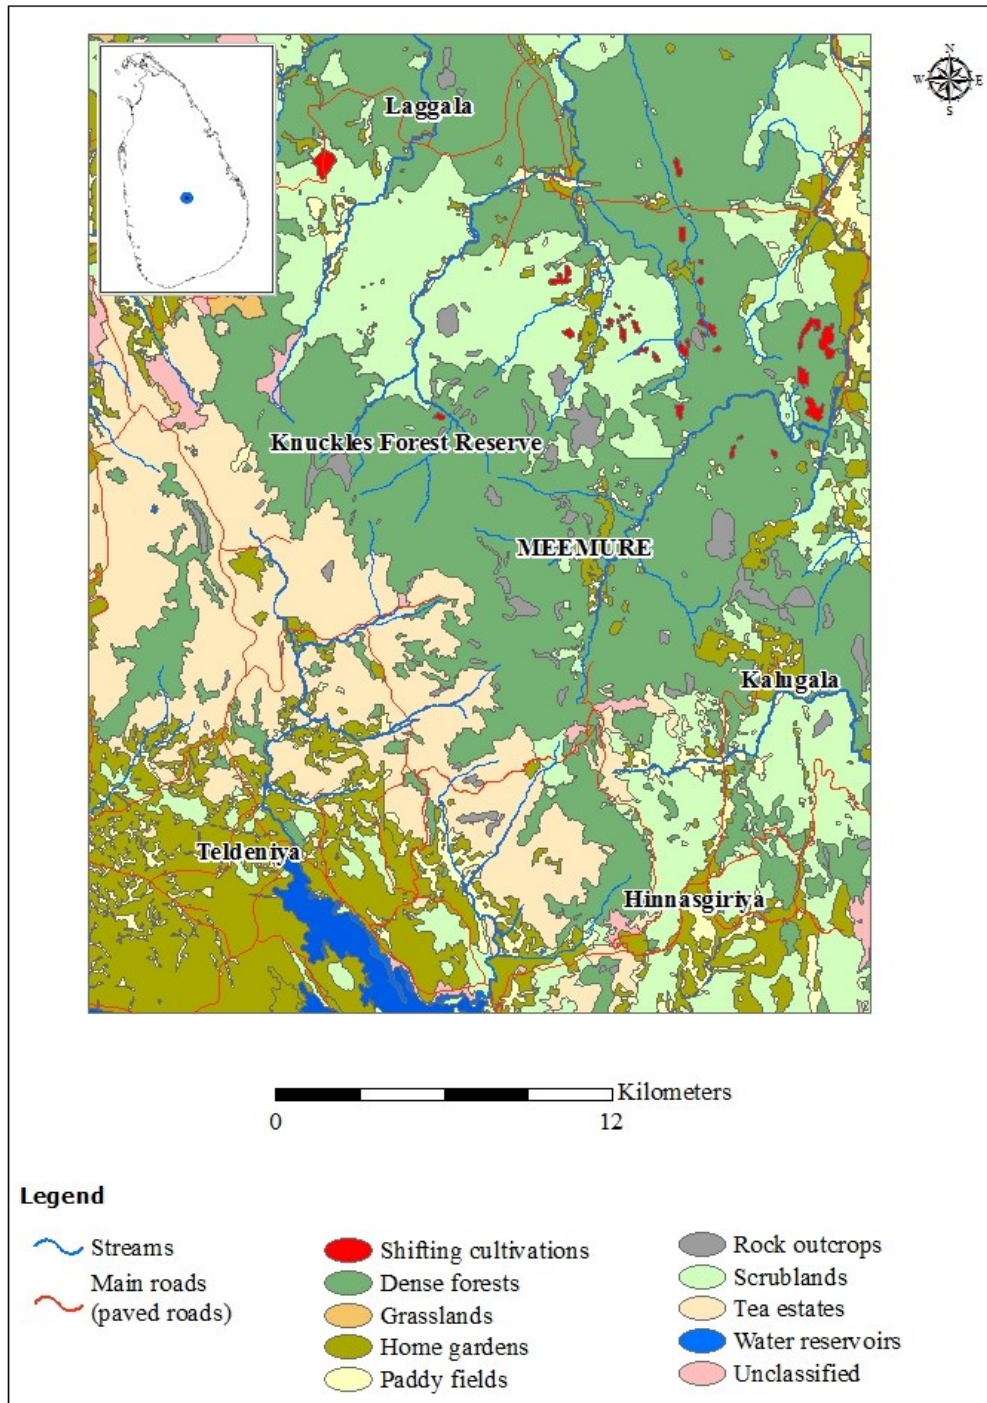 N
W E
S
Laggala
Knuckles Forest Reserve
MEEMURE
Kalugala
Teldeniya
Hinnasgiriya
Kilometers
0 12
Legend
Streams
Main roads
(paved roads)
Shifting cultivations
Dense forests
Grasslands
Home gardens
Paddy fields
Rock outcrops
Scrublands
Tea estates
Water reservoirs
Unclassified